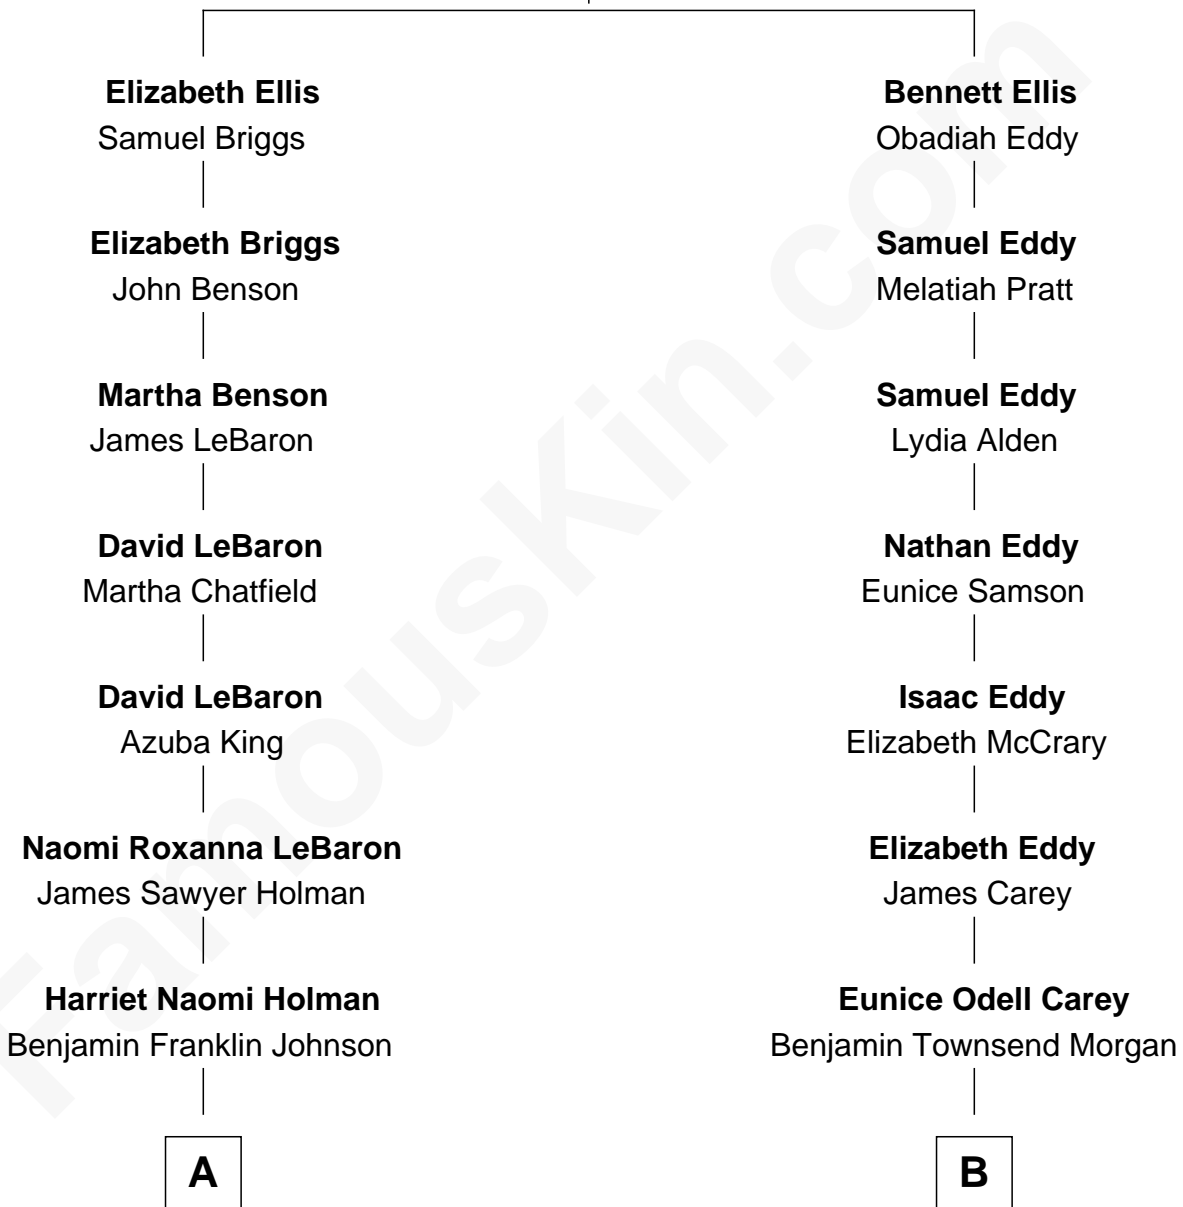 Elizabeth Ellis
Samuel Briggs
Elizabeth Briggs
John Benson
Martha Benson
James LeBaron
David LeBaron
Martha Chatfield
David LeBaron
Azuba King
Naomi Roxanna LeBaron
James Sawyer Holman
Harriet Naomi Holman
Benjamin Franklin Johnson
A
Bennett Ellis
Obadiah Eddy
Samuel Eddy
Melatiah Pratt
Samuel Eddy
Lydia Alden
Nathan Eddy
Eunice Samson
Isaac Eddy
Elizabeth McCrary
Elizabeth Eddy
James Carey
Eunice Odell Carey
Benjamin Townsend Morgan
B
FamousKin.com